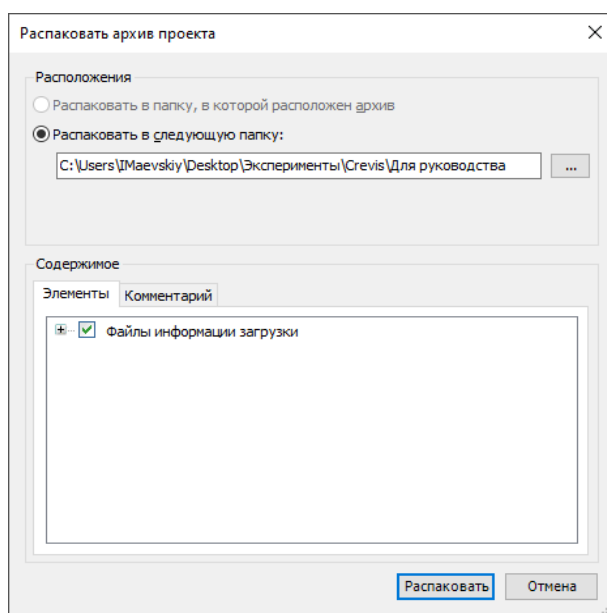 Распаковать архив проекта
Расположения
Распаковать в папку, в которой расположен архив
Распаковать в следующую папку:
C:\Users\IMaevskiy\Desktop\Эксперименты\Crevis\Для руководства
...
Содержимое
Элементы Комментарий
Файлы информации загрузки
Распаковать Отмена